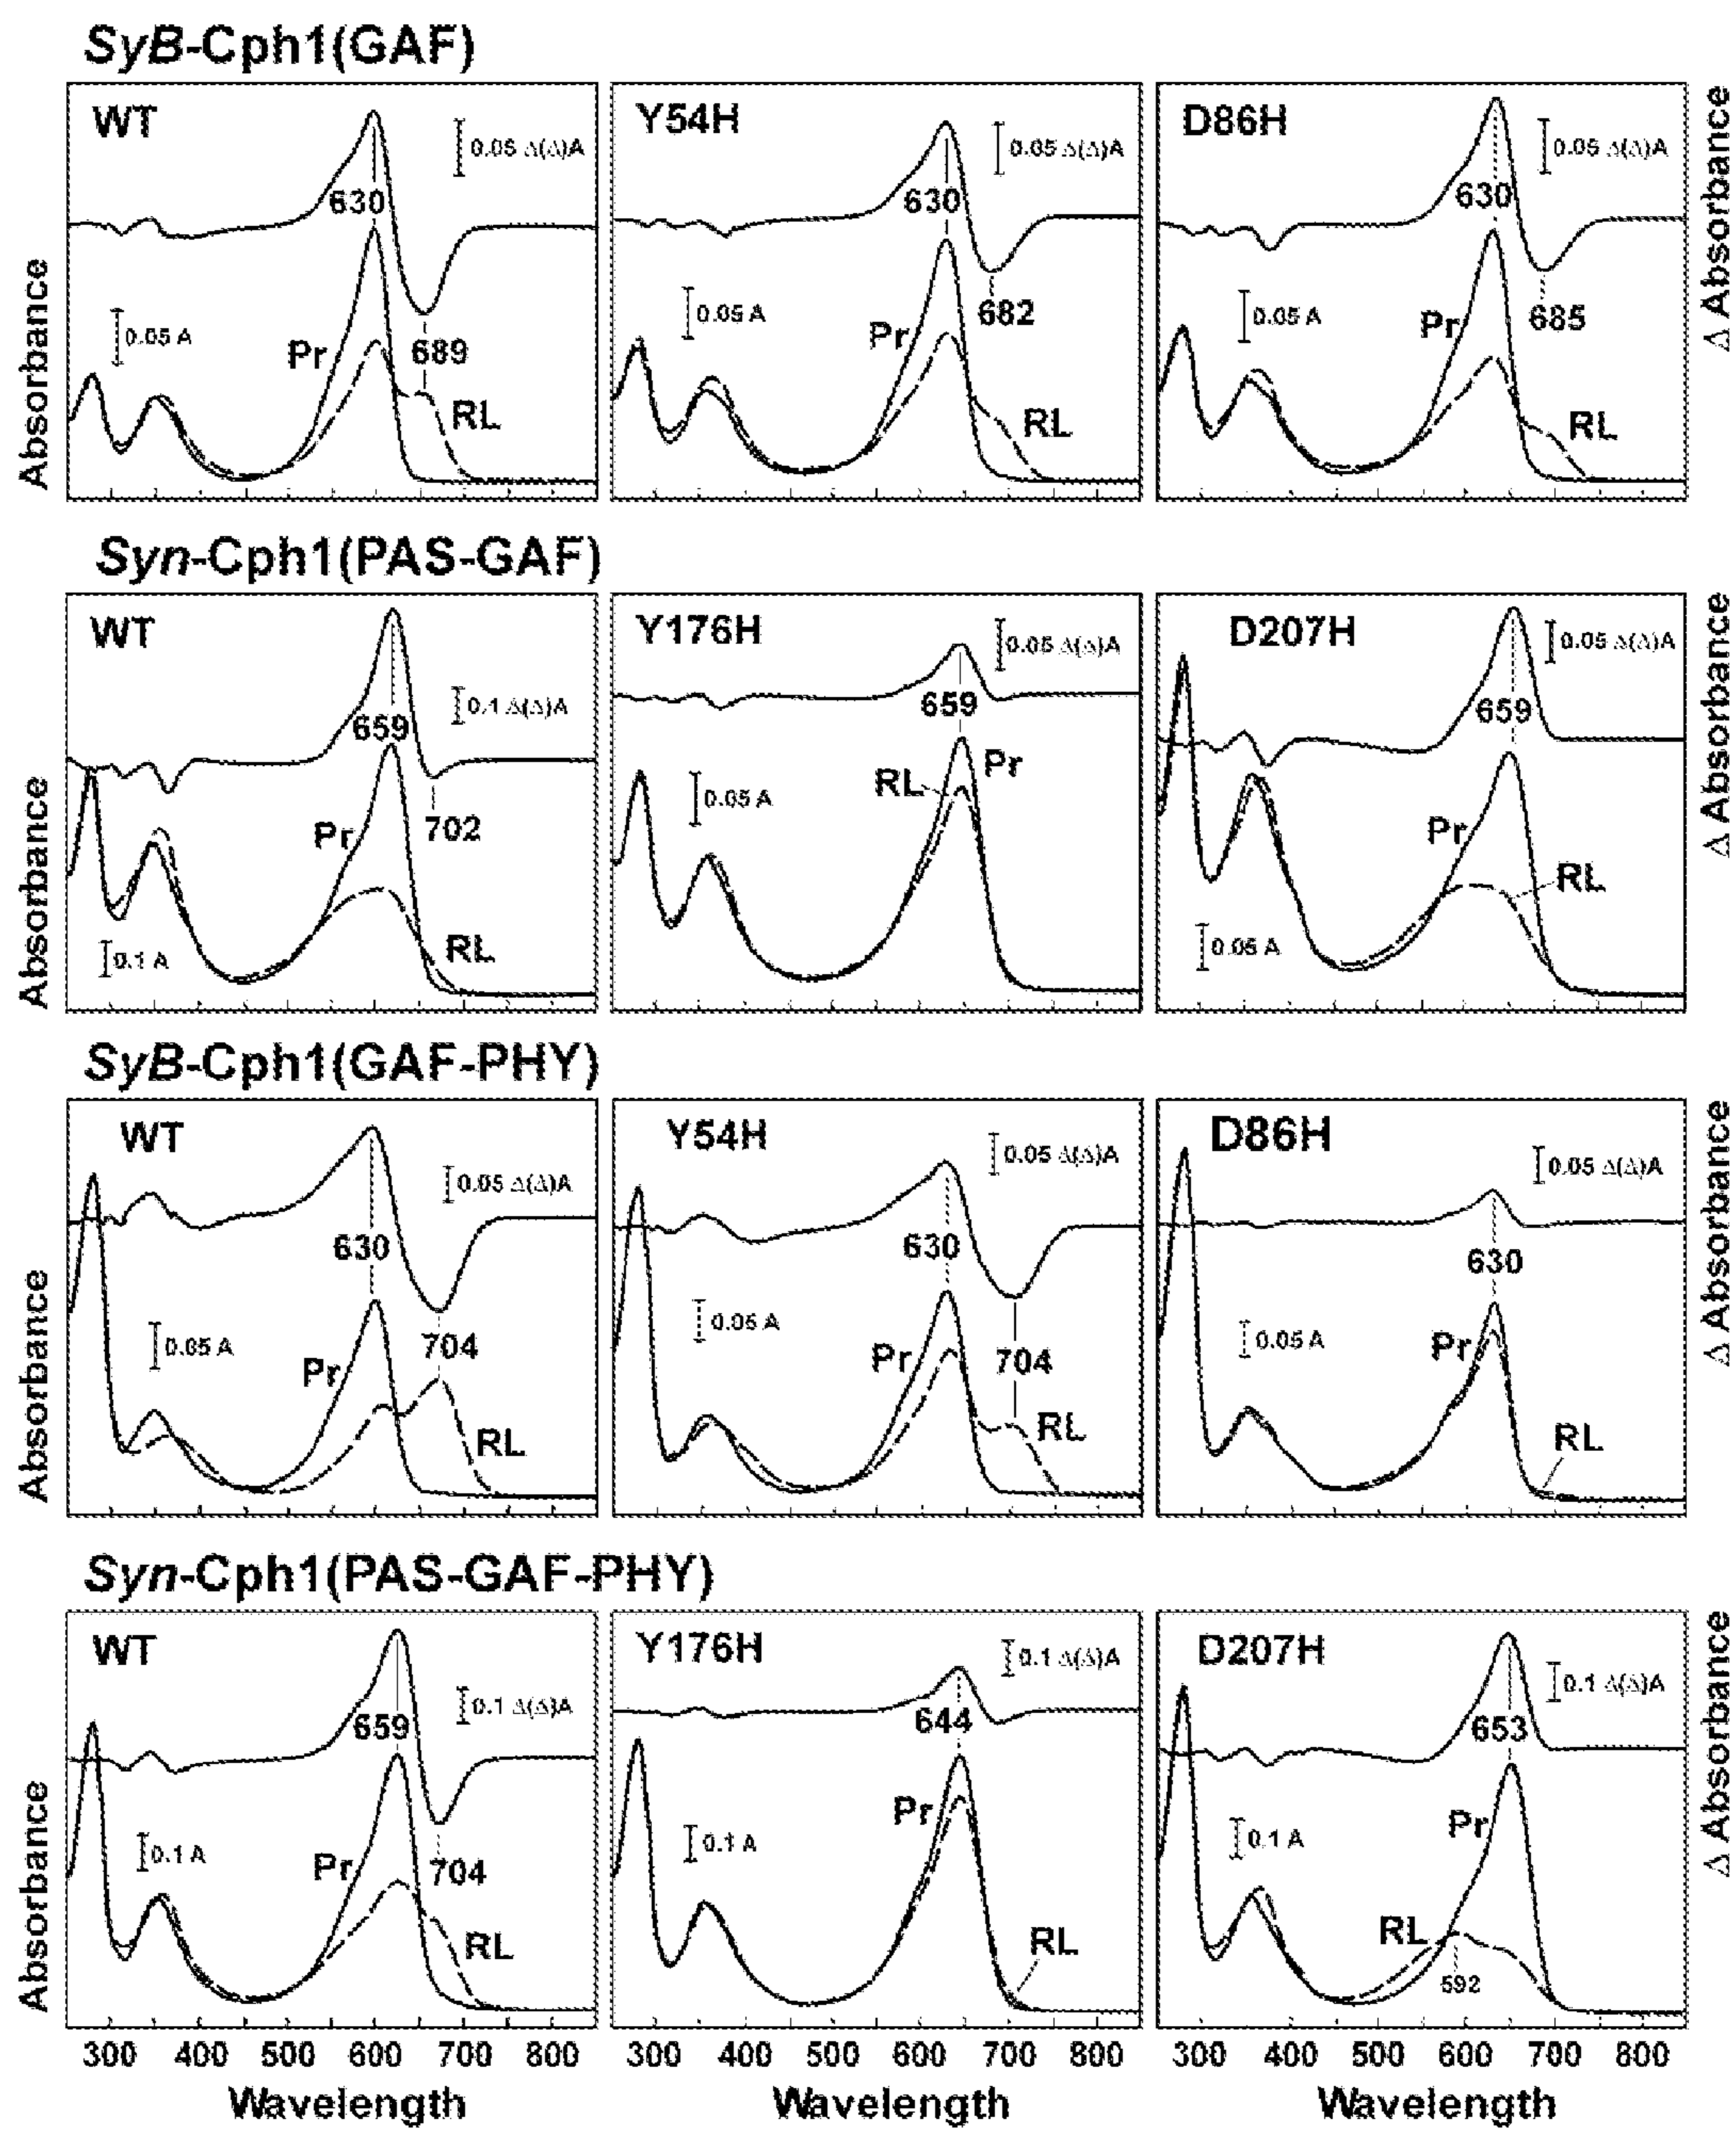 SyB-Cph1(GAF)
WT
0.05 Δ(Δ)A
630
0.05 A
Pr
689
RL
Y54H
0.05 Δ(Δ)A
630
0.05 A
Pr
682
RL
D86H
0.05 Δ(Δ)A
630
0.05 A
Pr
685
RL
Absorbance
Δ Absorbance
Syn-Cph1(PAS-GAF)
WT
0.1 Δ(Δ)A
659
Pr
702
RL
0.1 A
Y176H
0.05 Δ(Δ)A
659
RL
Pr
0.05 A
D207H
0.05 Δ(Δ)A
659
Pr
RL
0.05 A
Absorbance
Δ Absorbance
SyB-Cph1(GAF-PHY)
WT
0.05 Δ(Δ)A
630
0.05 A
704
Pr
RL
Y54H
0.05 Δ(Δ)A
630
0.05 A
Pr
704
RL
D86H
0.05 Δ(Δ)A
630
0.05 A
Pr
RL
Absorbance
Δ Absorbance
Syn-Cph1(PAS-GAF-PHY)
WT
0.1 Δ(Δ)A
659
0.1 A
Pr
704
RL
Y176H
0.1 Δ(Δ)A
644
Pr
0.1 A
RL
D207H
0.1 Δ(Δ)A
653
Pr
0.1 A
RL
592
Absorbance
Δ Absorbance
300 400 500 600 700 800
300 400 500 600 700 800
300 400 500 600 700 800
Wavelength
Wavelength
Wavelength